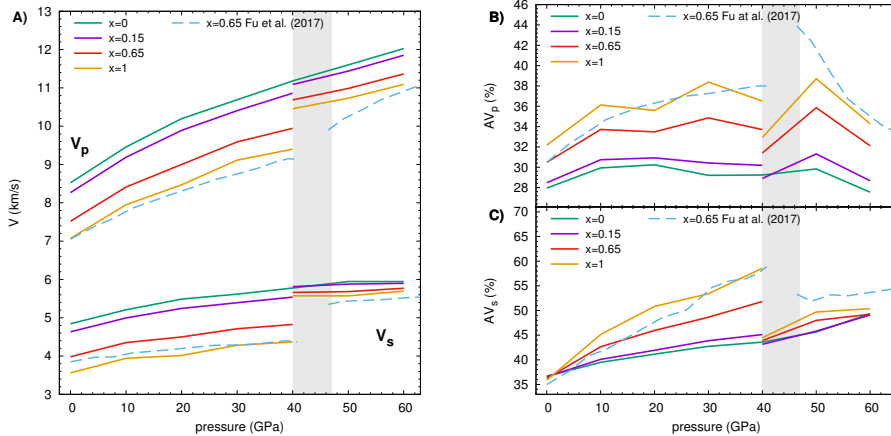 A)
x=0
x=0.15
x=0.65
x=1
x=0.65 Fu et al. (2017)
13
12
11
10
9
8
7
6
5
4
3
V (km/s)
Vp
Vs
0
10
20
30
40
50
60
pressure (GPa)
B)
x=0
x=0.15
x=0.65
x=1
x=0.65 Fu at al. (2017)
46
44
42
40
38
36
34
32
30
28
AVp (%)
C)
x=0
x=0.15
x=0.65
x=1
x=0.65 Fu at al. (2017)
70
65
60
55
50
45
40
35
AVs (%)
0
10
20
30
40
50
60
pressure (GPa)